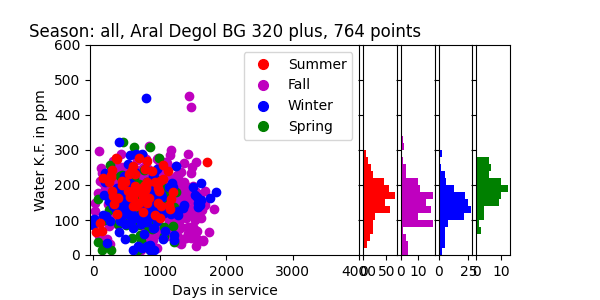 Season: all, Aral Degol BG 320 plus, 764 points
Water K.F. in ppm
600
500
400
300
200
100
0
Summer
Fall
Winter
Spring
0 1000 2000 3000 4000 0 50 0 10 0 25 0 10
Days in service